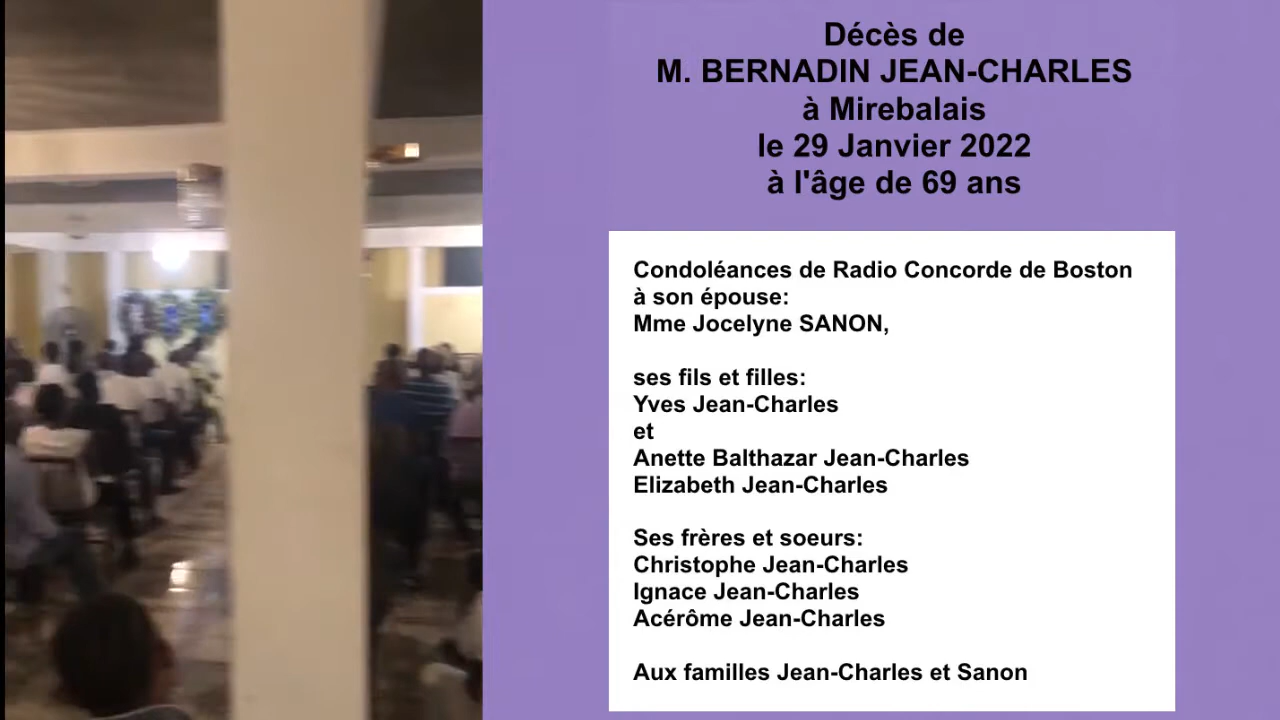 Décès de
M. BERNADIN JEAN-CHARLES
à Mirebalais
le 29 Janvier 2022
à l'âge de 69 ans
Condoléances de Radio Concorde de Boston
à son épouse:
Mme Jocelyne SANON,
ses fils et filles:
Yves Jean-Charles
et
Anette Balthazar Jean-Charles
Elizabeth Jean-Charles
Ses frères et soeurs:
Christophe Jean-Charles
Ignace Jean-Charles
Acérôme Jean-Charles
Aux familles Jean-Charles et Sanon